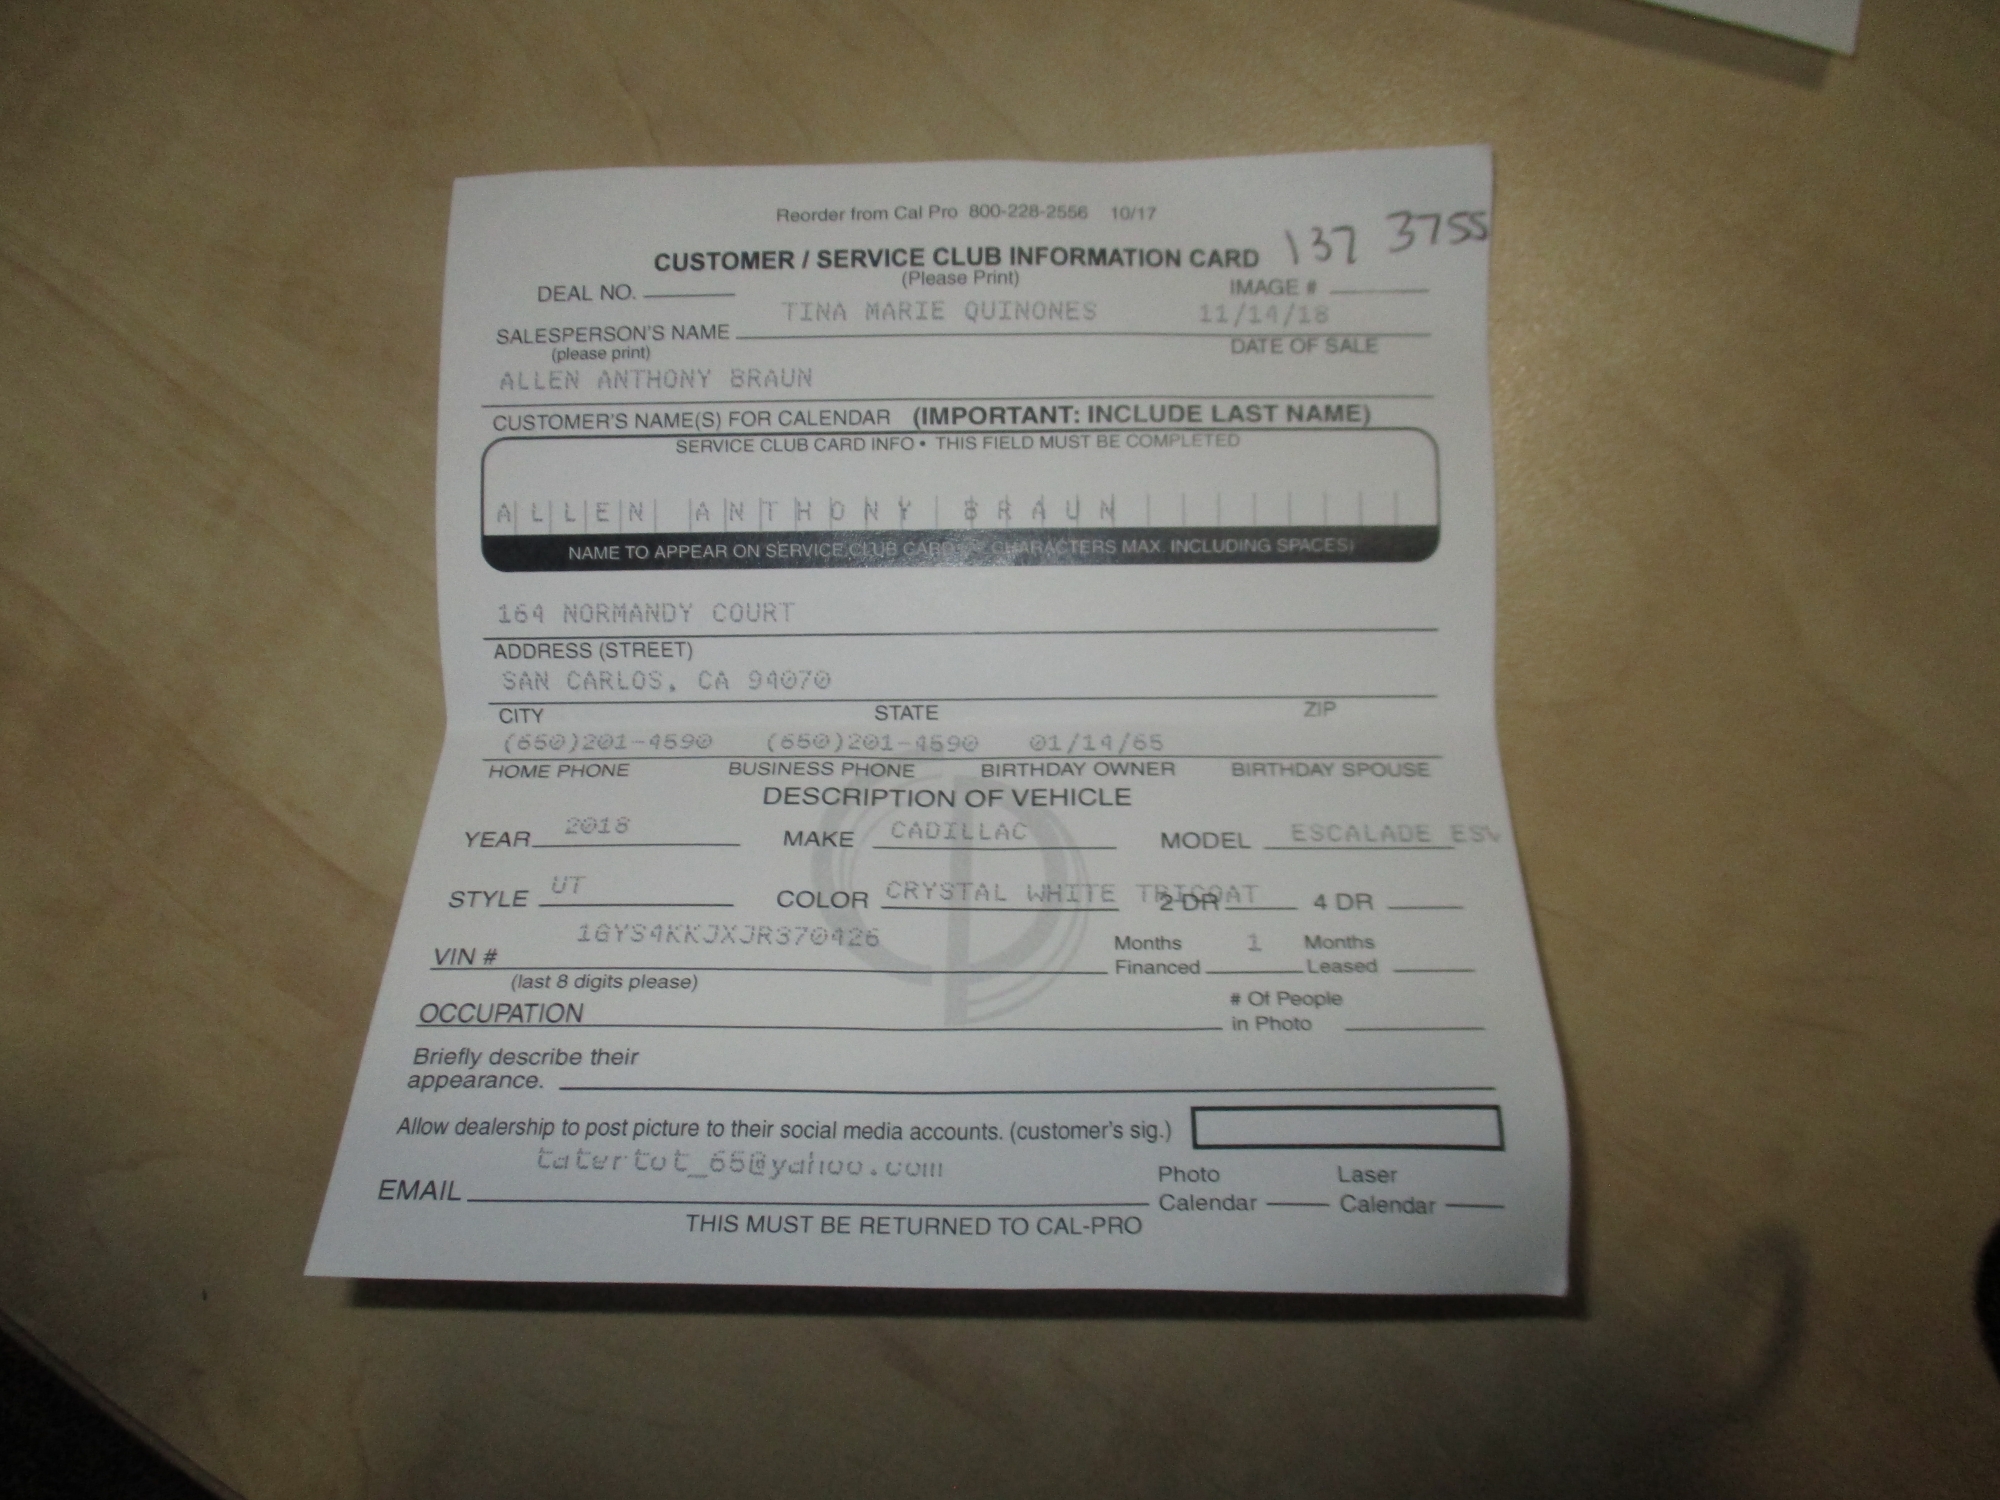 Reorder from Cal Pro 800-228-2556 10/17
CUSTOMER / SERVICE CLUB INFORMATION CARD 137 3755
(Please Print)
DEAL NO. IMAGE #
TINA MARIE QUINONES 11/14/18
SALESPERSON'S NAME DATE OF SALE
(please print)
ALLEN ANTHONY BRAUN
CUSTOMER'S NAME(S) FOR CALENDAR (IMPORTANT: INCLUDE LAST NAME)
SERVICE CLUB CARD INFO • THIS FIELD MUST BE COMPLETED
ALLEN ANTHONY BRAUN
NAME TO APPEAR ON SERVICE CLUB CARD CHARACTERS MAX. INCLUDING SPACES)
164 NORMANDY COURT
ADDRESS (STREET)
SAN CARLOS, CA 94070
CITY STATE ZIP
(650)201-4590 (650)201-4590 01/14/65
HOME PHONE BUSINESS PHONE BIRTHDAY OWNER BIRTHDAY SPOUSE
DESCRIPTION OF VEHICLE
YEAR 2018 MAKE CADILLAC MODEL ESCALADE ESV
STYLE UT COLOR CRYSTAL WHITE TRICOAT 2 DR 4 DR
1GYS4KKJXJR370426
VIN # Months Financed 1 Months Leased
(last 8 digits please)
OCCUPATION # Of People in Photo
Briefly describe their
appearance.
Allow dealership to post picture to their social media accounts. (customer's sig.)
tatertot_65@yahoo.com
EMAIL Photo Calendar Laser Calendar
THIS MUST BE RETURNED TO CAL-PRO